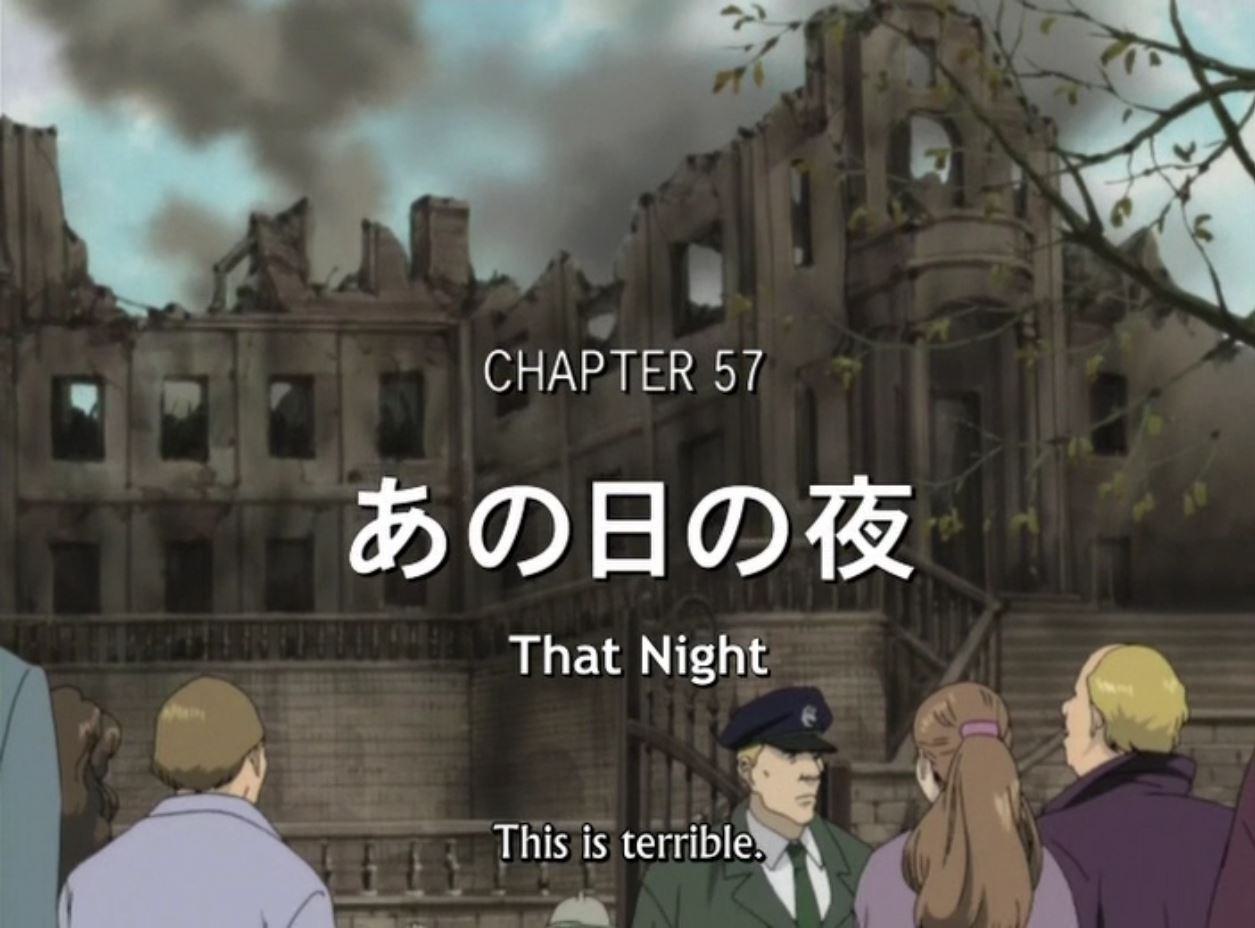 CHAPTER 57
あの日の夜
That Night
This is terrible.